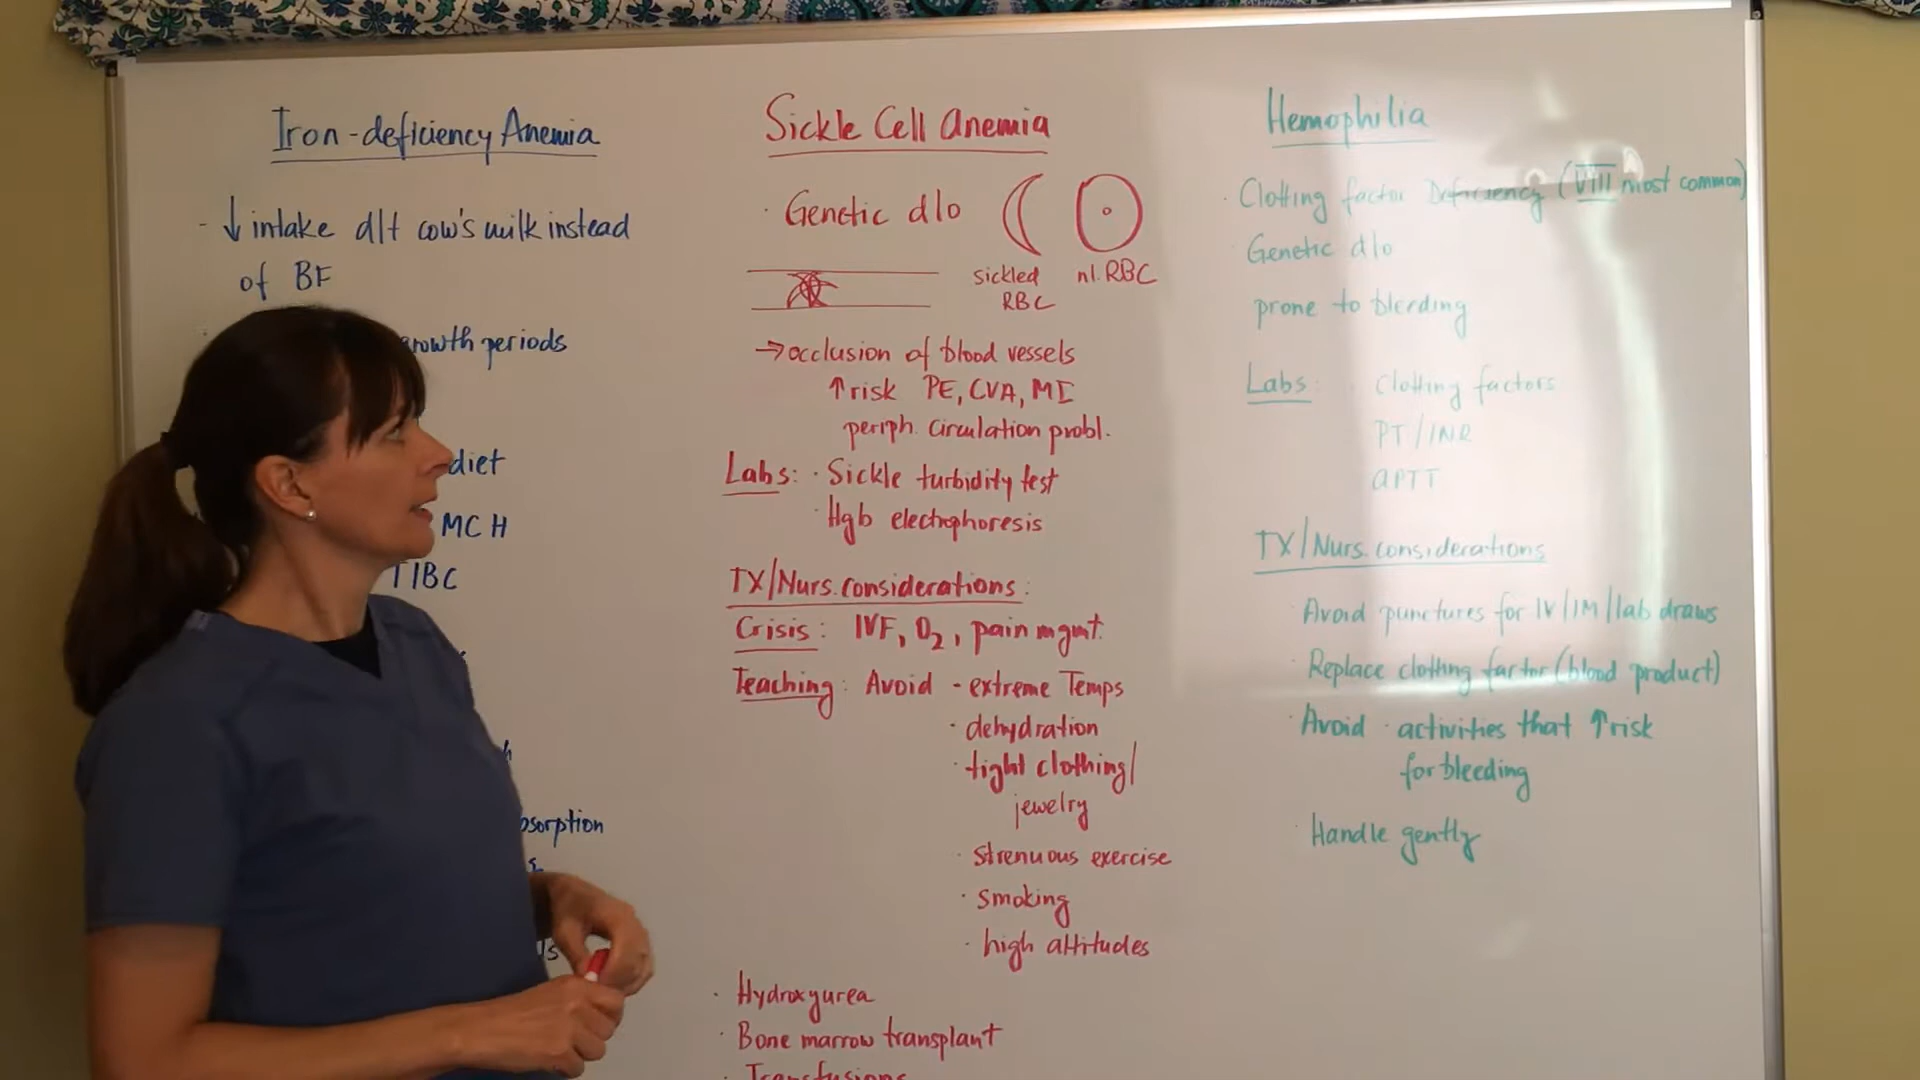 Iron-deficiency Anemia
- ↓ intake d/t cow's milk instead
of BF
growth periods
diet
MCH
TIBC
Sickle Cell Anemia
· Genetic d/o
sickled
RBC
nl. RBC
→ occlusion of blood vessels
↑ risk PE, CVA, MI
periph. circulation probl.
Labs: · Sickle turbidity test
· Hgb electrophoresis
TX/Nurs. considerations:
Crisis: IVF, O2, pain mgmt.
Teaching: Avoid - extreme Temps
· dehydration
· tight clothing/
jewelry
· strenuous exercise
· smoking
· high altitudes
· Hydroxyurea
· Bone marrow transplant
· Transfusions
Hemophilia
· Clotting factor Deficiency (VIII most common)
Genetic d/o
prone to bleeding
Labs: · Clotting factors
PT/INR
aPTT
TX/Nurs. considerations
· Avoid punctures for IV/IM/lab draws
· Replace clotting factor (blood product)
· Avoid · activities that ↑ risk
for bleeding
· Handle gently